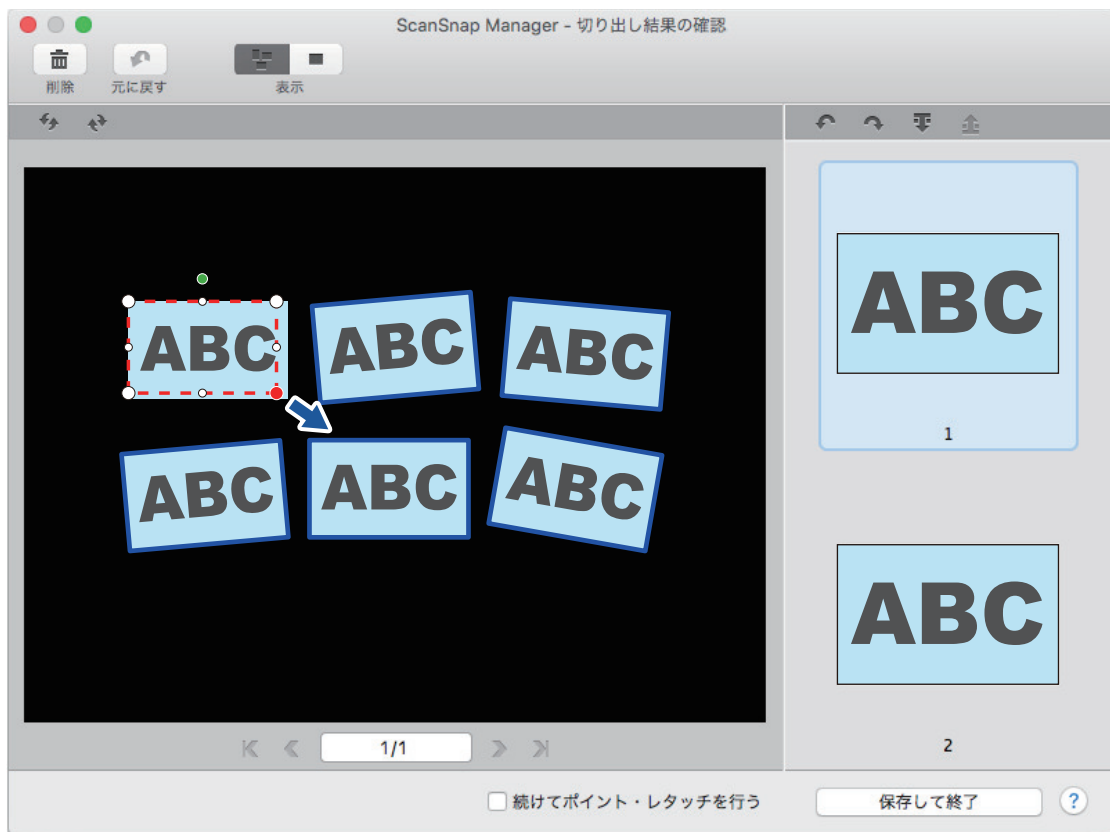 ScanSnap Manager - 切り出し結果の確認
削除 元に戻す 表示
ABC ABC ABC
ABC ABC ABC
ABC
1
ABC
2
1/1
続けてポイント・レタッチを行う 保存して終了 ?